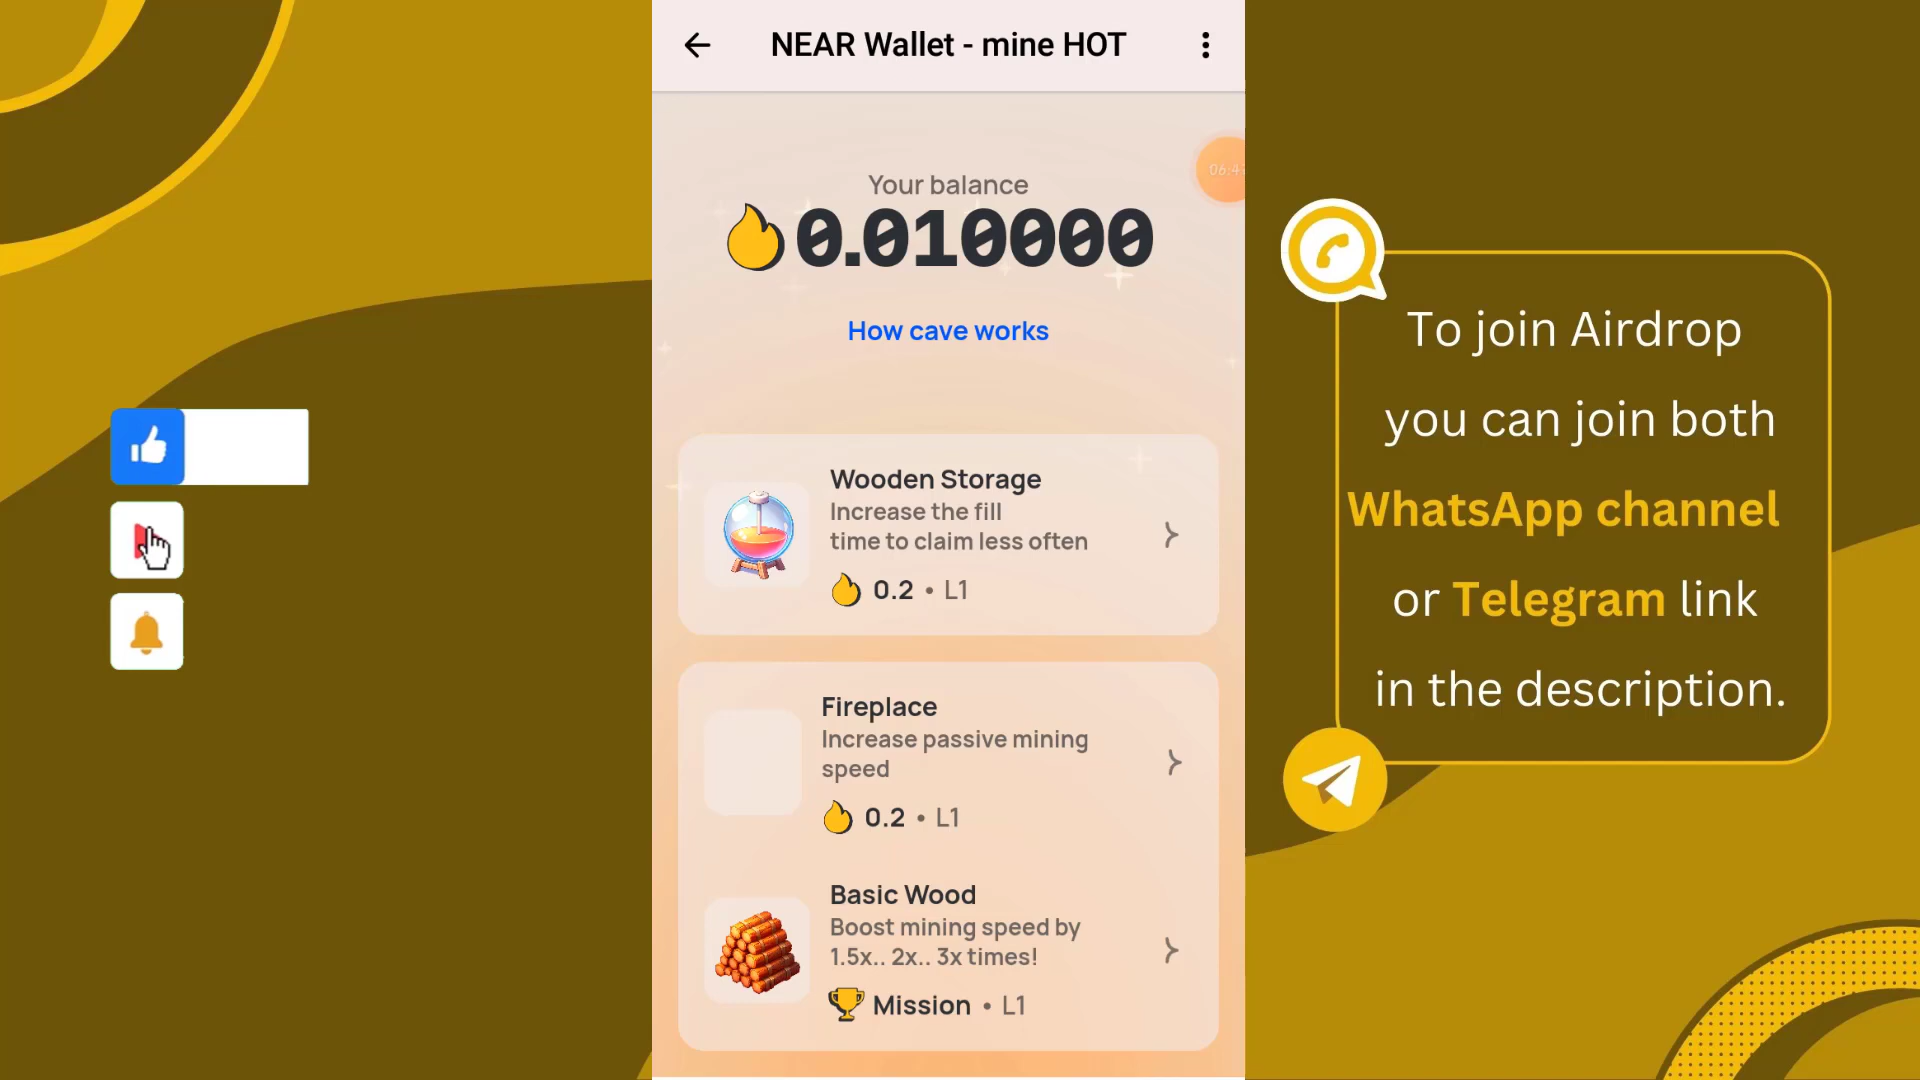 NEAR Wallet - mine HOT
Your balance
0.010000
How cave works
Wooden Storage
Increase the fill
time to claim less often
0.2 • L1
Fireplace
Increase passive mining
speed
0.2 • L1
Basic Wood
Boost mining speed by
1.5x.. 2x.. 3x times!
Mission • L1
To join Airdrop
you can join both
WhatsApp channel
or Telegram link
in the description.